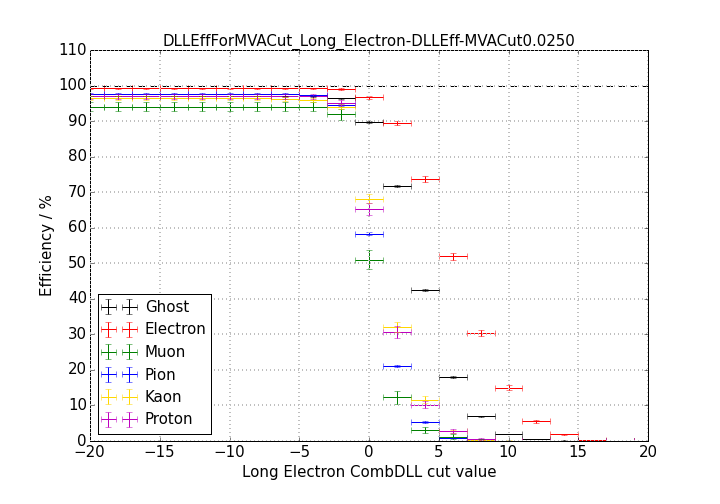 DLLEffForMVACut_Long_Electron-DLLEff-MVACut0.0250
110
100
90
80
70
60
50
40
30
20
10
0
Efficiency / %
Ghost
Electron
Muon
Pion
Kaon
Proton
−20 −15 −10 −5 0 5 10 15 20
Long Electron CombDLL cut value